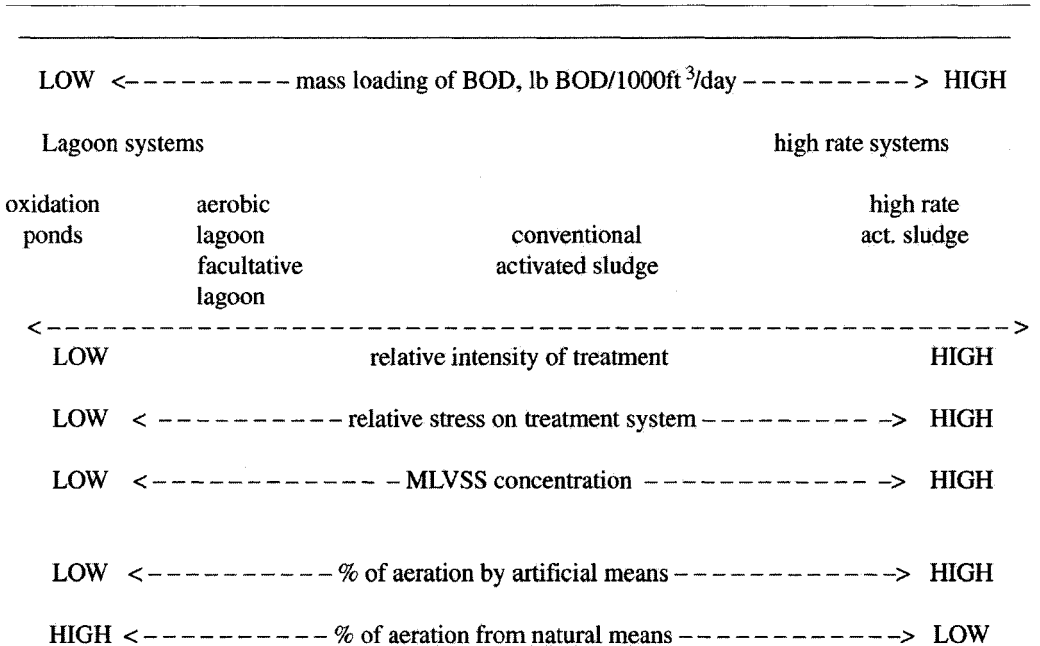 LOW <---------- mass loading of BOD, lb BOD/1000ft³/day ----------> HIGH
Lagoon systems high rate systems
oxidation aerobic high rate
ponds lagoon conventional act. sludge
facultative activated sludge
lagoon
<---------------------------------------------------->
LOW relative intensity of treatment HIGH
LOW <----------- relative stress on treatment system -----------> HIGH
LOW <-------------- MLVSS concentration --------------> HIGH
LOW <----------- % of aeration by artificial means ------------> HIGH
HIGH <----------- % of aeration from natural means ------------> LOW